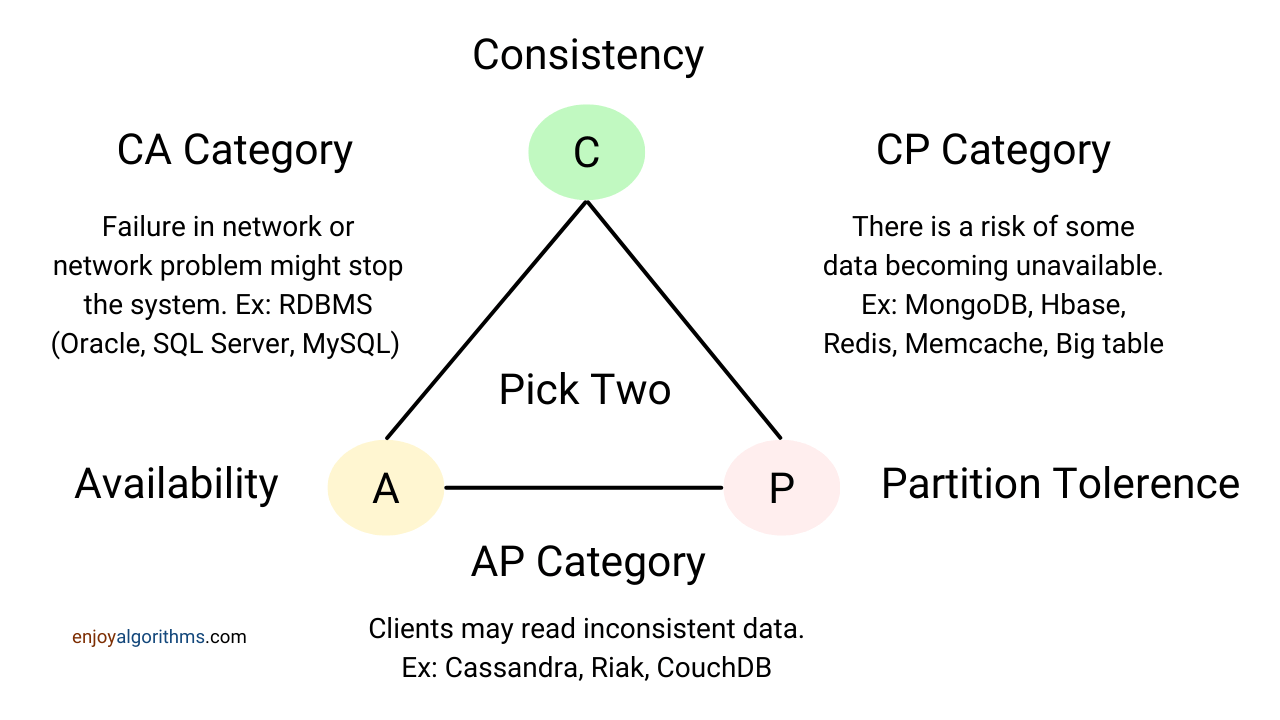 Consistency
C
CA Category
Failure in network or
network problem might stop
the system. Ex: RDBMS
(Oracle, SQL Server, MySQL)
CP Category
There is a risk of some
data becoming unavailable.
Ex: MongoDB, Hbase,
Redis, Memcache, Big table
Pick Two
Availability
A
P
Partition Tolerence
AP Category
Clients may read inconsistent data.
Ex: Cassandra, Riak, CouchDB
enjoyalgorithms.com